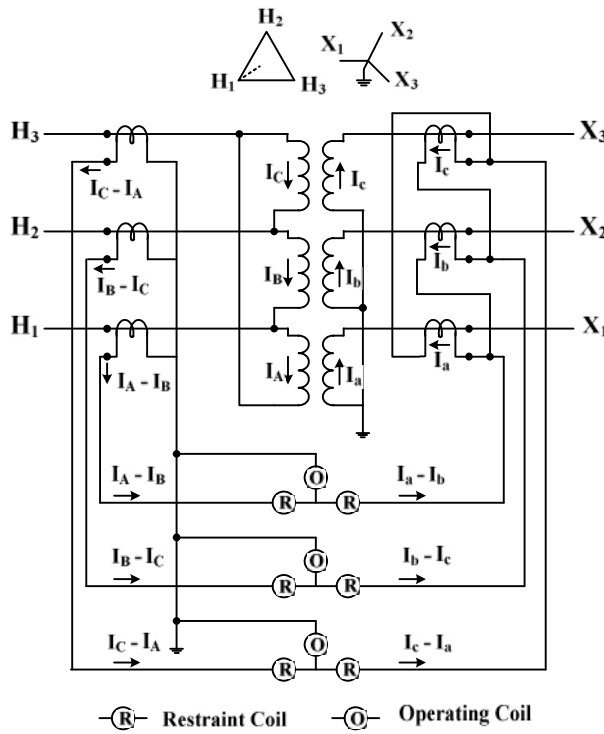 H2
X1
X2
H1
H3
X3
H3
X3
IC
Ic
Ic
IC – IA
H2
X2
IB
Ib
Ib
IB – IC
H1
X1
IA
Ia
Ia
IA – IB
IA – IB
Ia – Ib
O
R
R
IB – IC
Ib – Ic
O
R
R
IC – IA
Ic – Ia
O
R
R
R Restraint Coil
O Operating Coil